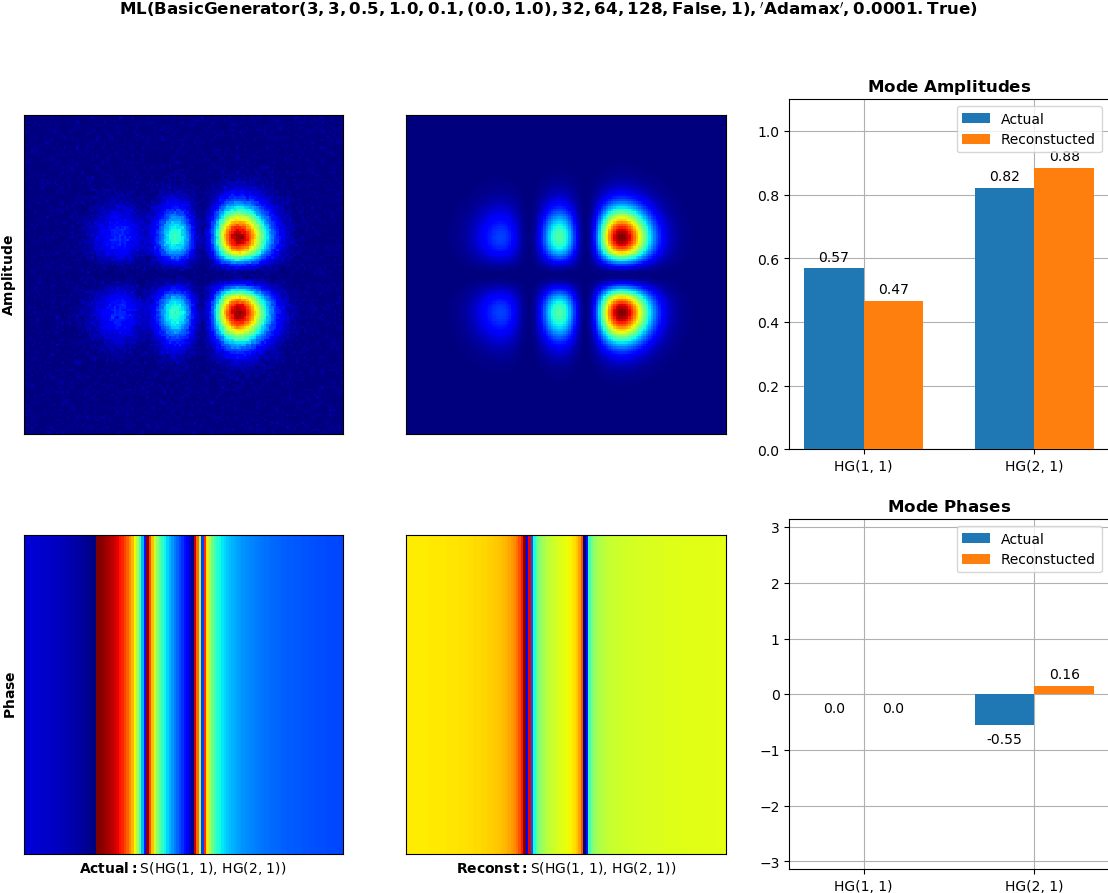 ML(BasicGenerator(3, 3, 0.5, 1.0, 0.1, (0.0, 1.0), 32, 64, 128, False, 1), ′Adamax′, 0.0001. True)
Mode Amplitudes
Actual
Reconstucted
1.0
0.8
0.6
0.4
0.2
0.0
0.57
0.47
0.82
0.88
HG(1, 1)
HG(2, 1)
Amplitude
Mode Phases
Actual
Reconstucted
3
2
1
0
−1
−2
−3
0.0
0.0
-0.55
0.16
HG(1, 1)
HG(2, 1)
Phase
Actual: S(HG(1, 1), HG(2, 1))
Reconst: S(HG(1, 1), HG(2, 1))